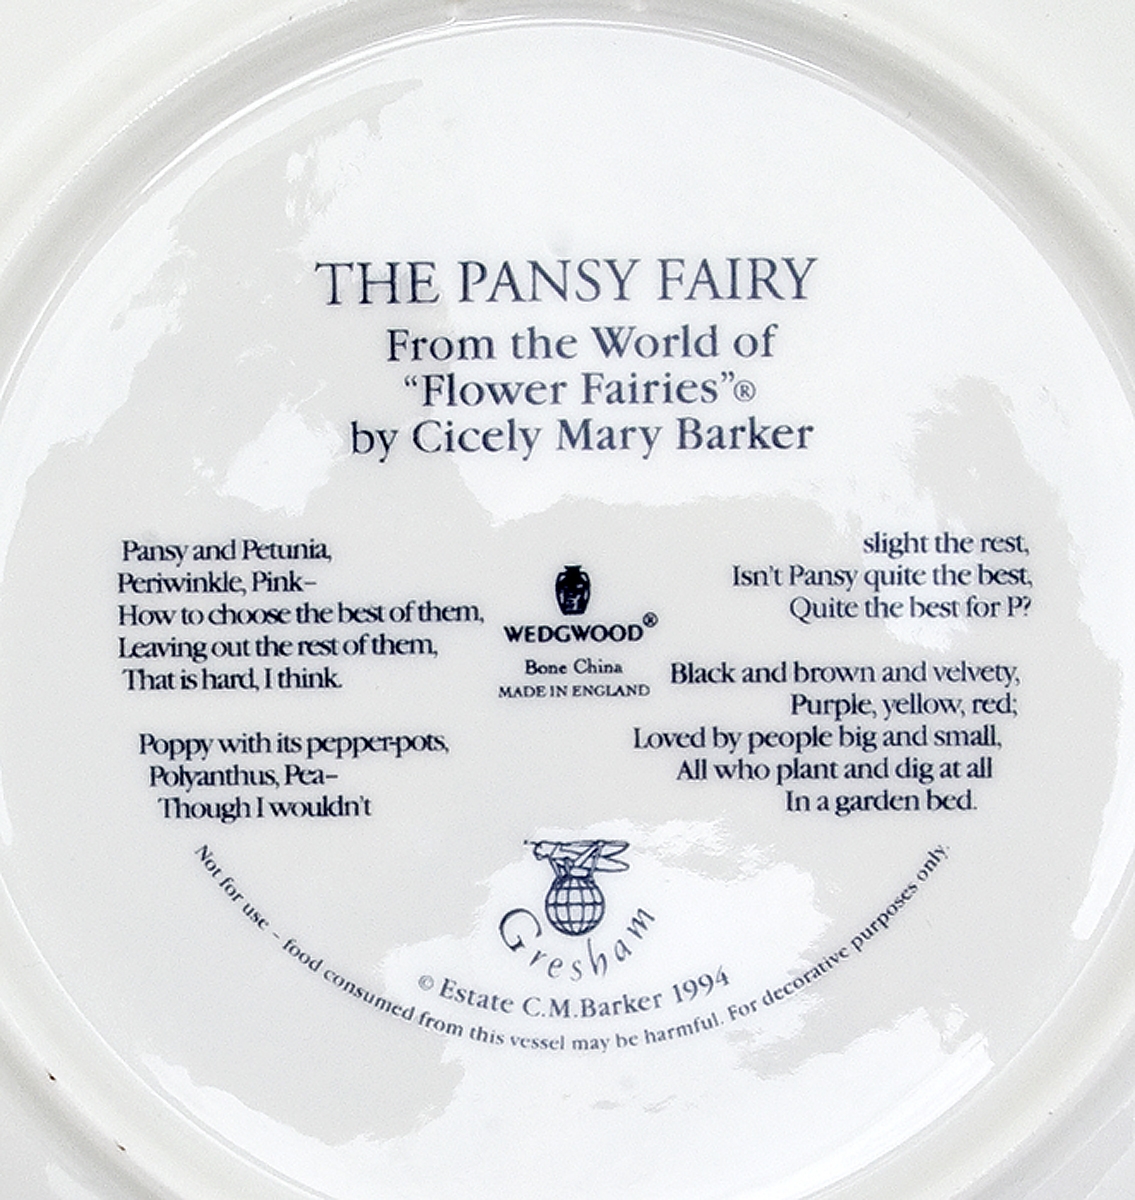 THE PANSY FAIRY
From the World of
“Flower Fairies”®
by Cicely Mary Barker
Pansy and Petunia,
Periwinkle, Pink–
How to choose the best of them,
Leaving out the rest of them,
That is hard, I think.
Poppy with its pepper-pots,
Polyanthus, Pea–
Though I wouldn't
slight the rest,
Isn't Pansy quite the best,
Quite the best for P?
Black and brown and velvety,
Purple, yellow, red;
Loved by people big and small,
All who plant and dig at all
In a garden bed.
WEDGWOOD®
Bone China
MADE IN ENGLAND
Gresham
© Estate C.M.Barker 1994
Not for use - food consumed from this vessel may be harmful. For decorative purposes only.